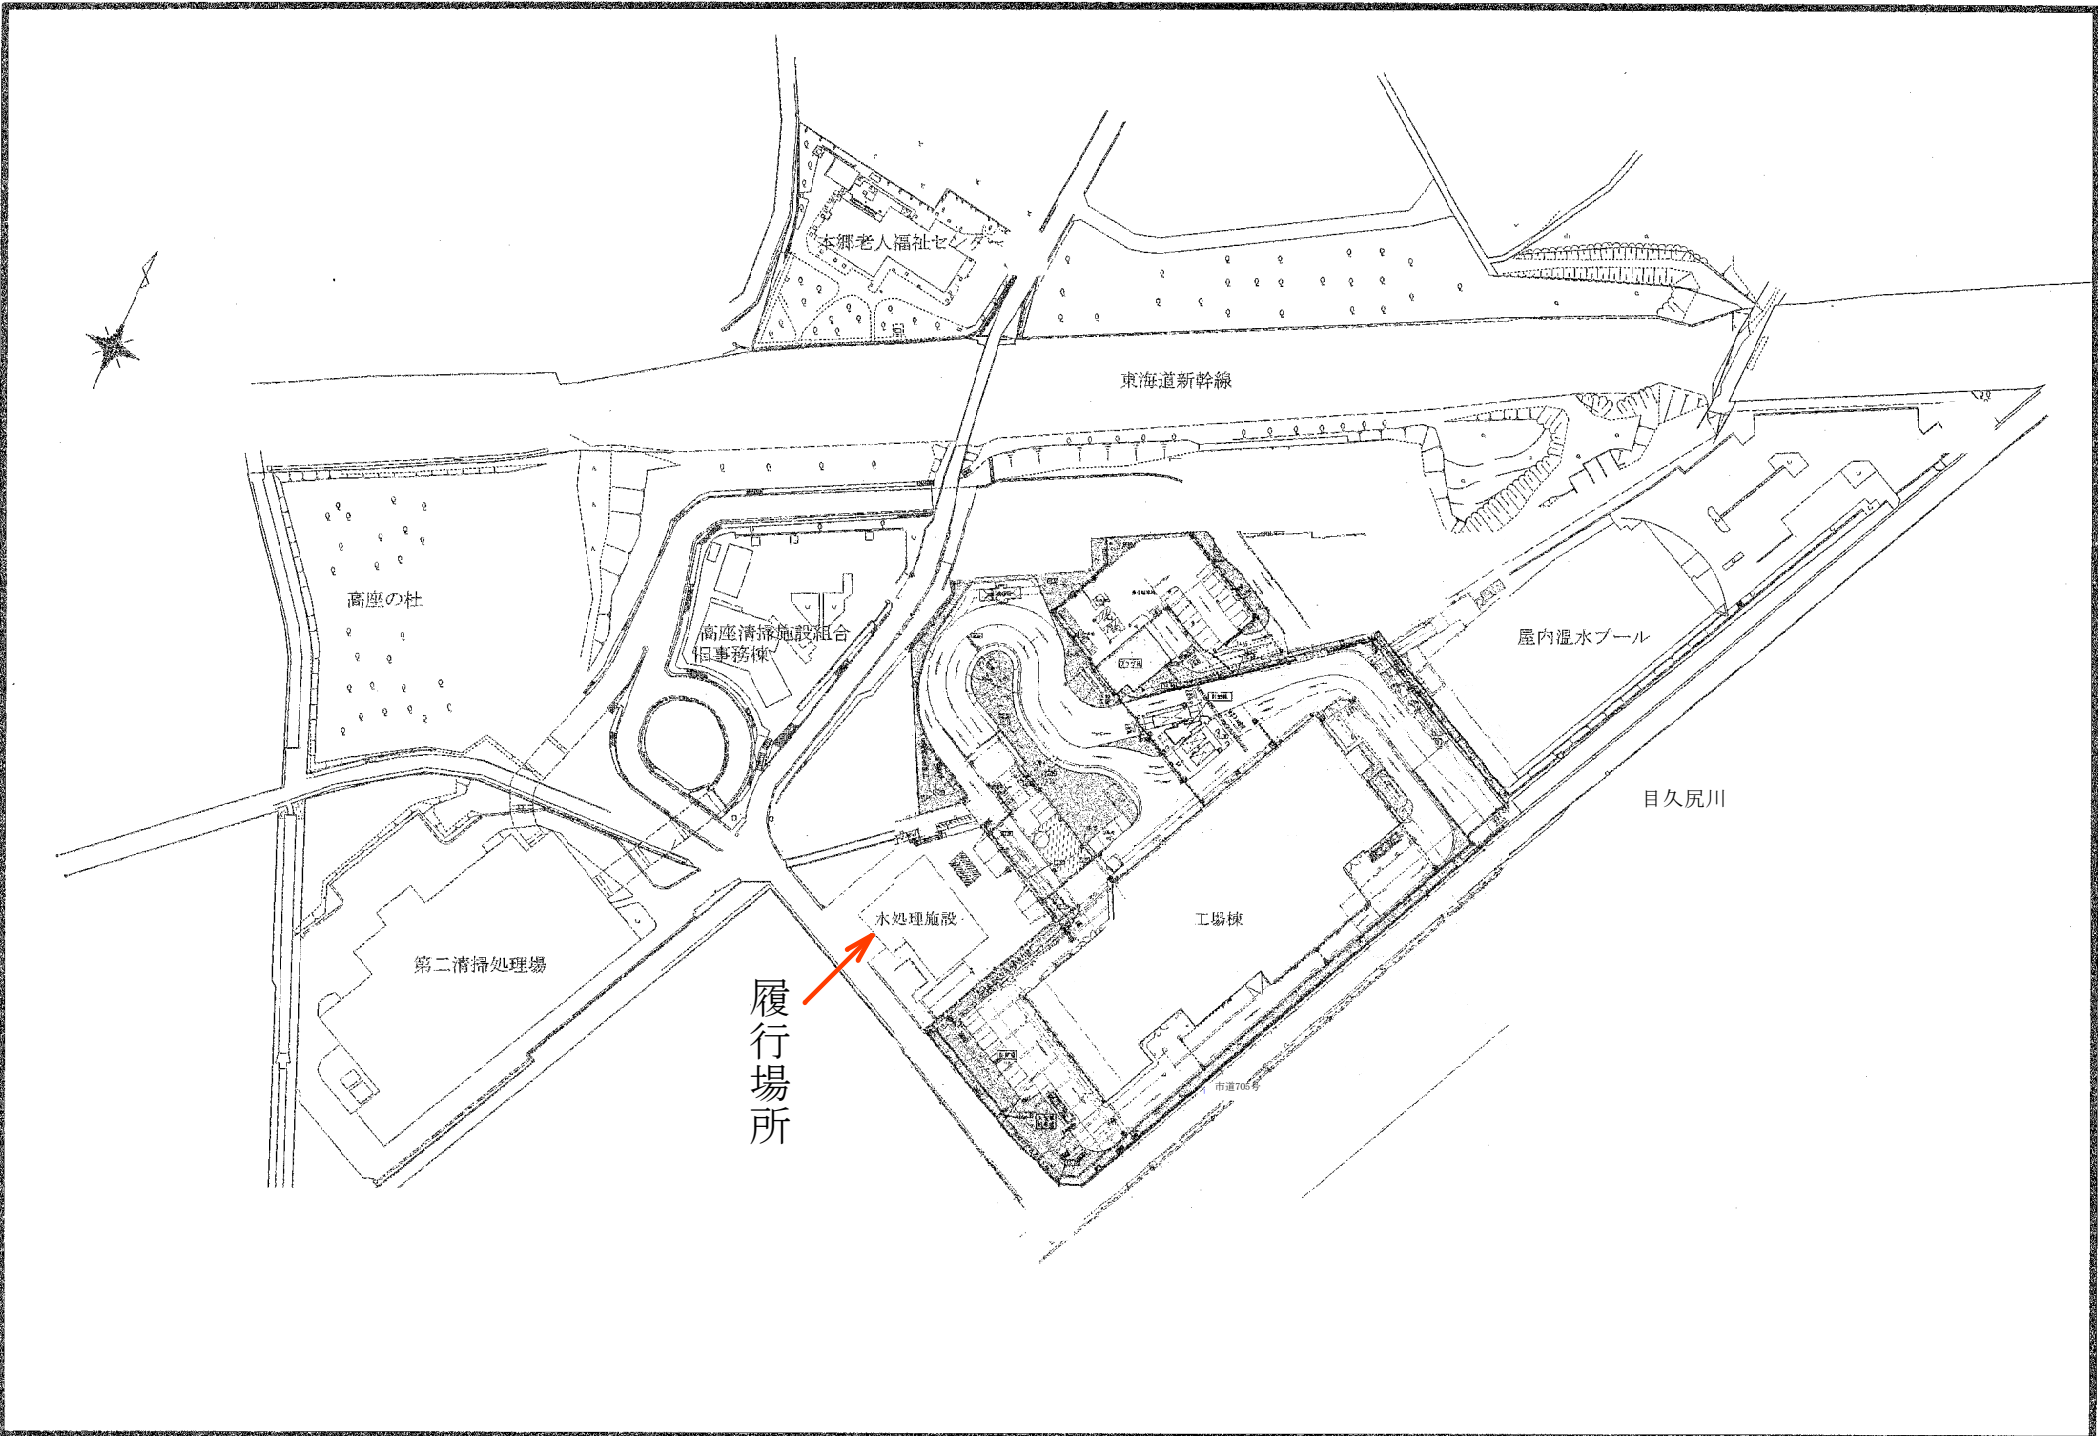 本郷老人福祉センター
東海道新幹線
高座の杜
高座清掃施設組合
旧事務棟
屋内温水プール
目久尻川
水処理施設
工場棟
第二清掃処理場
履行場所
市道705号